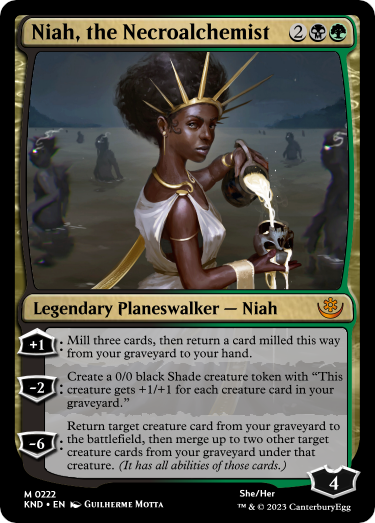 Niah, the Necroalchemist 2
Legendary Planeswalker — Niah
+1: Mill three cards, then return a card milled this way
from your graveyard to your hand.
-2: Create a 0/0 black Shade creature token with “This
creature gets +1/+1 for each creature card in your
graveyard.”
-6: Return target creature card from your graveyard to
the battlefield, then merge up to two other target
creature cards from your graveyard under that
creature. (It has all abilities of those cards.)
4
M 0222 She/Her
KND • EN Guilherme Motta ™ & © 2023 CanterburyEgg